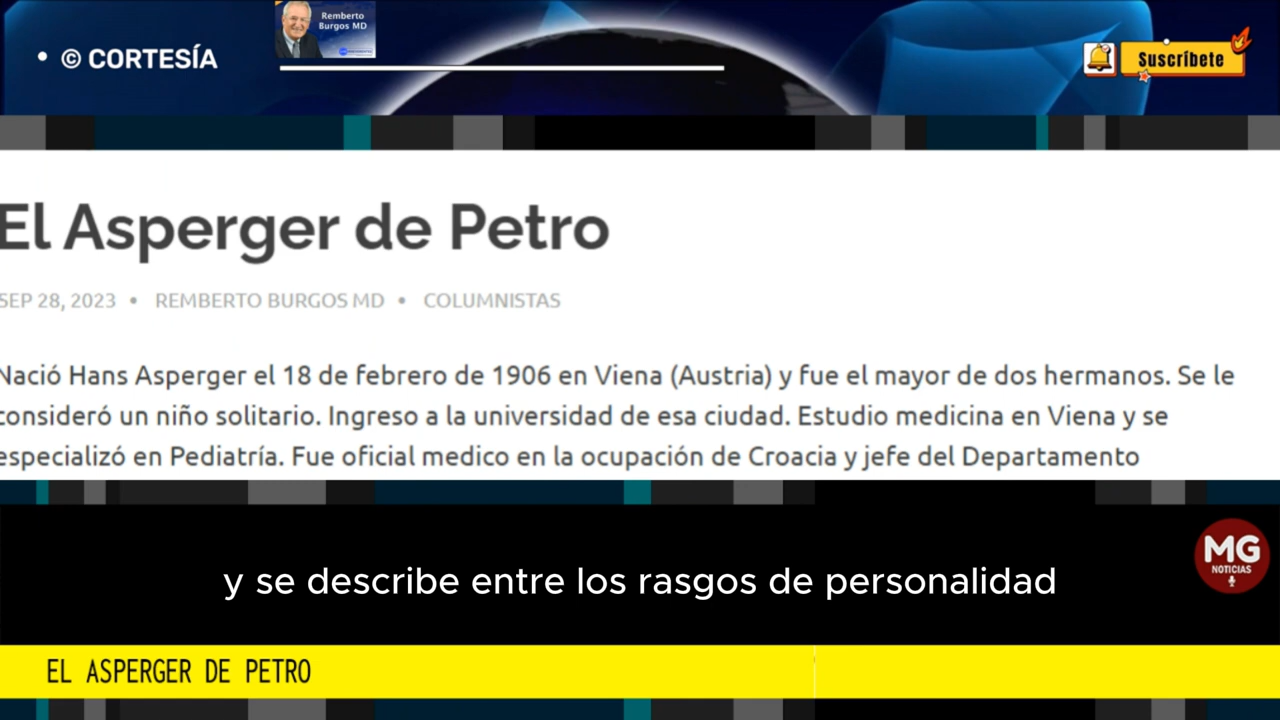 • © CORTESÍA
Remberto
Burgos MD
Suscríbete
El Asperger de Petro
SEP 28, 2023 • REMBERTO BURGOS MD • COLUMNISTAS
Nació Hans Asperger el 18 de febrero de 1906 en Viena (Austria) y fue el mayor de dos hermanos. Se le
consideró un niño solitario. Ingreso a la universidad de esa ciudad. Estudio medicina en Viena y se
especializó en Pediatría. Fue oficial medico en la ocupación de Croacia y jefe del Departamento
MG
NOTICIAS
y se describe entre los rasgos de personalidad
EL ASPERGER DE PETRO